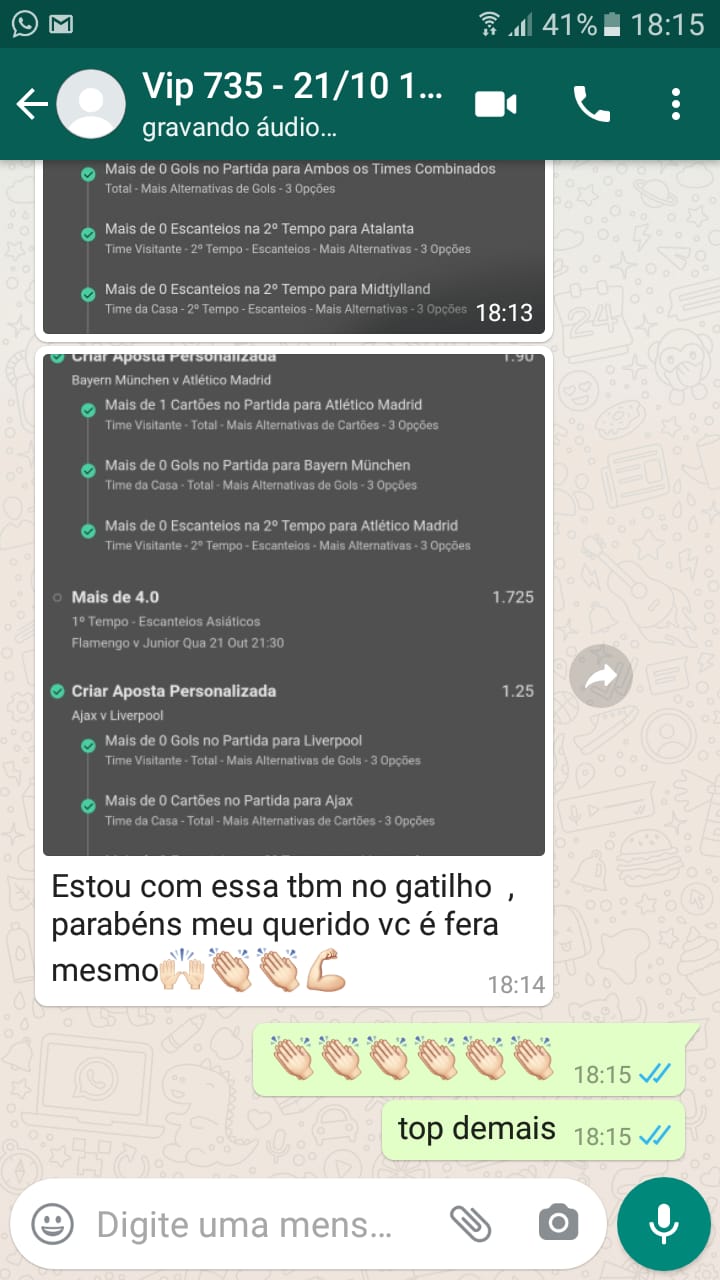 41% 18:15
Vip 735 - 21/10 1...
gravando áudio...
Mais de 0 Gols no Partida para Ambos os Times Combinados
Total - Mais Alternativas de Gols - 3 Opções
Mais de 0 Escanteios na 2º Tempo para Atalanta
Time Visitante - 2º Tempo - Escanteios - Mais Alternativas - 3 Opções
Mais de 0 Escanteios na 2º Tempo para Midtjylland
Time da Casa - 2º Tempo - Escanteios - Mais Alternativas - 3 Opções 18:13
Criar Aposta Personalizada 1.90
Bayern München v Atlético Madrid
Mais de 1 Cartões no Partida para Atlético Madrid
Time Visitante - Total - Mais Alternativas de Cartões - 3 Opções
Mais de 0 Gols no Partida para Bayern München
Time da Casa - Total - Mais Alternativas de Gols - 3 Opções
Mais de 0 Escanteios na 2º Tempo para Atlético Madrid
Time Visitante - 2º Tempo - Escanteios - Mais Alternativas - 3 Opções
Mais de 4.0 1.725
1º Tempo - Escanteios Asiáticos
Flamengo v Junior Qua 21 Out 21:30
Criar Aposta Personalizada 1.25
Ajax v Liverpool
Mais de 0 Gols no Partida para Liverpool
Time Visitante - Total - Mais Alternativas de Gols - 3 Opções
Mais de 0 Cartões no Partida para Ajax
Time da Casa - Total - Mais Alternativas de Cartões - 3 Opções
Estou com essa tbm no gatilho ,
parabéns meu querido vc é fera
mesmo🙌🏻👏🏻👏🏻💪🏻 18:14
👏🏻👏🏻👏🏻👏🏻👏🏻👏🏻 18:15
top demais 18:15
Digite uma mens...